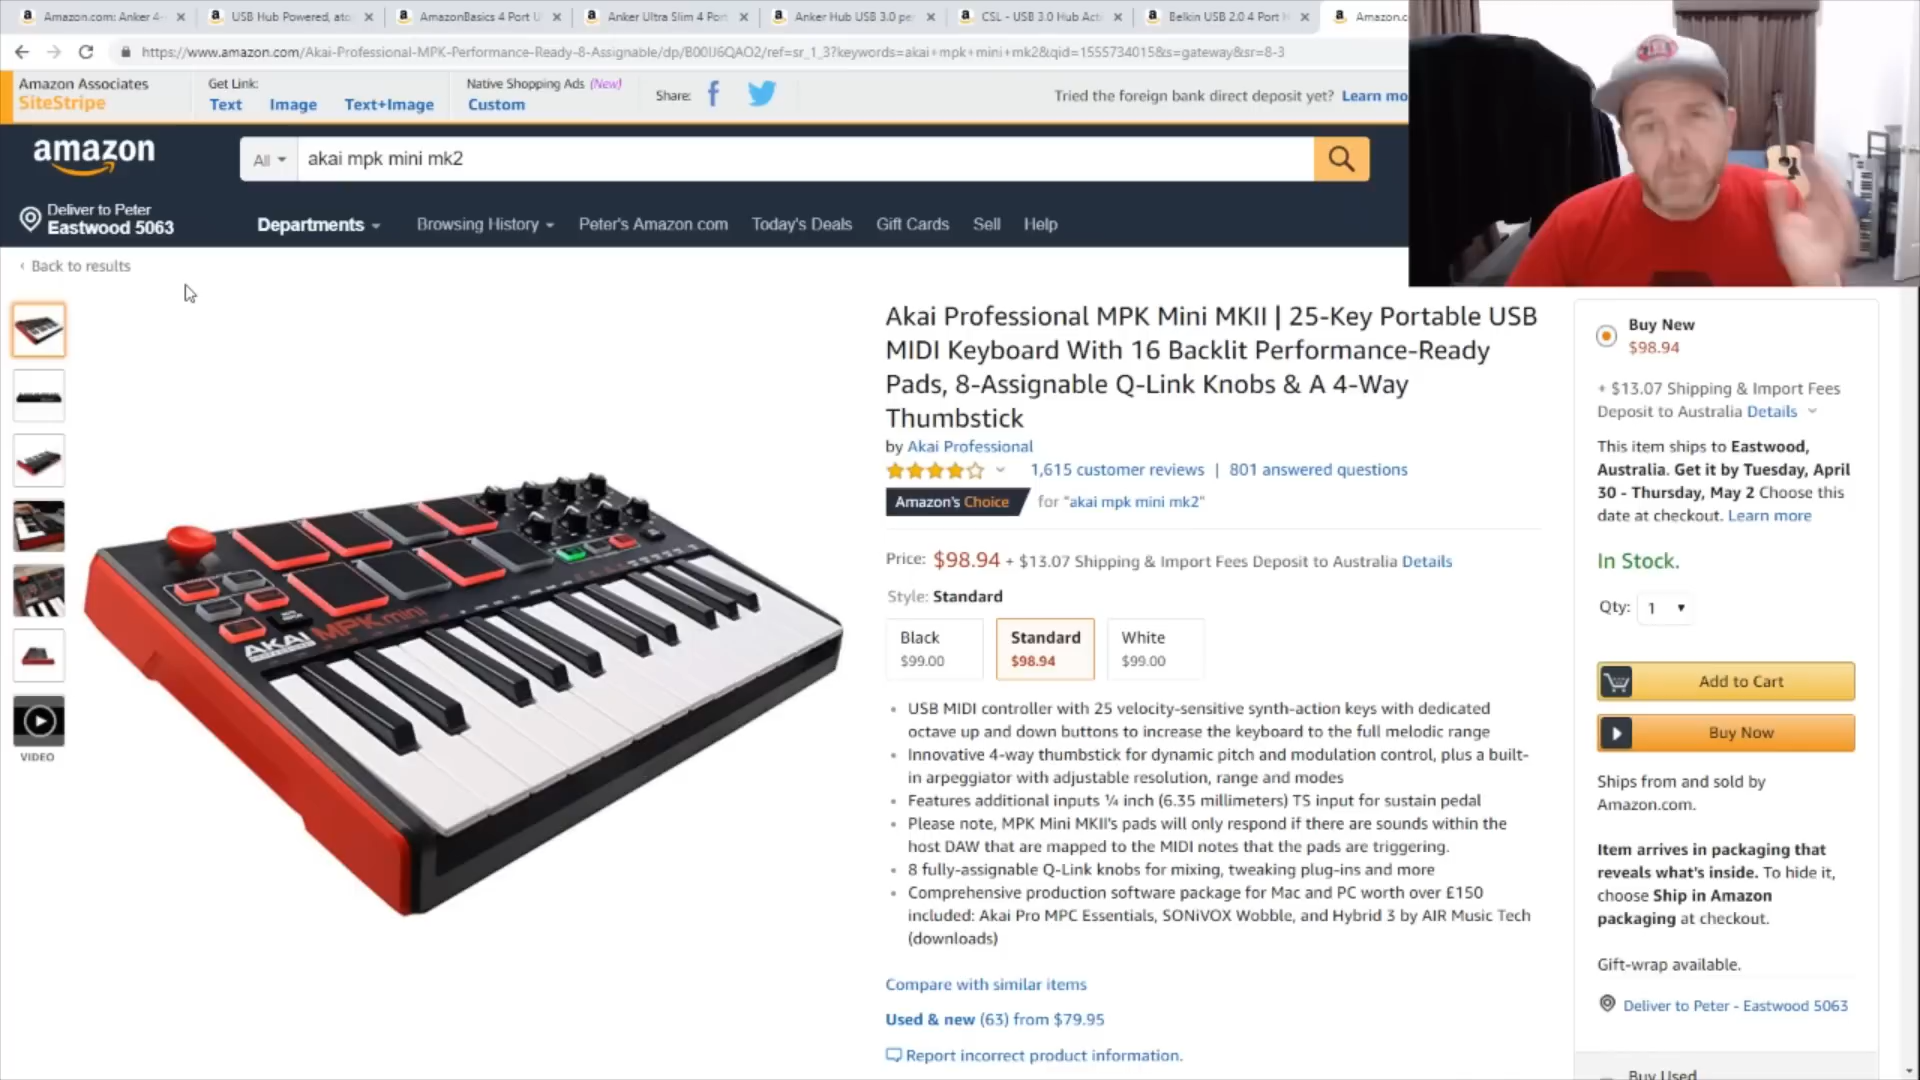 Amazon.com: Anker 4-
USB Hub Powered, ato
AmazonBasics 4 Port U
Anker Ultra Slim 4 Port
Anker Hub USB 3.0 pe
CSL - USB 3.0 Hub Acti
Belkin USB 2.0 4 Port H
Amazon.c
https://www.amazon.com/Akai-Professional-MPK-Performance-Ready-8-Assignable/dp/B00IJ6QAO2/ref=sr_1_3?keywords=akai+mpk+mini+mk2&qid=1555734015&s=gateway&sr=8-3
Amazon Associates
SiteStripe
Get Link:
Text Image Text+Image
Native Shopping Ads (New)
Custom
Share:
Tried the foreign bank direct deposit yet? Learn mo
amazon
All
akai mpk mini mk2
Deliver to Peter
Eastwood 5063
Departments
Browsing History
Peter's Amazon.com
Today's Deals
Gift Cards
Sell
Help
‹ Back to results
VIDEO
AKAI
MPK mini
Akai Professional MPK Mini MKII | 25-Key Portable USB
MIDI Keyboard With 16 Backlit Performance-Ready
Pads, 8-Assignable Q-Link Knobs & A 4-Way
Thumbstick
by Akai Professional
1,615 customer reviews | 801 answered questions
Amazon's Choice for "akai mpk mini mk2"
Price: $98.94 + $13.07 Shipping & Import Fees Deposit to Australia Details
Style: Standard
Black
$99.00
Standard
$98.94
White
$99.00
USB MIDI controller with 25 velocity-sensitive synth-action keys with dedicated
octave up and down buttons to increase the keyboard to the full melodic range
Innovative 4-way thumbstick for dynamic pitch and modulation control, plus a built-
in arpeggiator with adjustable resolution, range and modes
Features additional inputs ¼ inch (6.35 millimeters) TS input for sustain pedal
Please note, MPK Mini MKII's pads will only respond if there are sounds within the
host DAW that are mapped to the MIDI notes that the pads are triggering.
8 fully-assignable Q-Link knobs for mixing, tweaking plug-ins and more
Comprehensive production software package for Mac and PC worth over £150
included: Akai Pro MPC Essentials, SONiVOX Wobble, and Hybrid 3 by AIR Music Tech
(downloads)
Compare with similar items
Used & new (63) from $79.95
Report incorrect product information.
Buy New
$98.94
+ $13.07 Shipping & Import Fees
Deposit to Australia Details
This item ships to Eastwood,
Australia. Get it by Tuesday, April
30 - Thursday, May 2 Choose this
date at checkout. Learn more
In Stock.
Qty: 1
Add to Cart
Buy Now
Ships from and sold by
Amazon.com.
Item arrives in packaging that
reveals what's inside. To hide it,
choose Ship in Amazon
packaging at checkout.
Gift-wrap available.
Deliver to Peter - Eastwood 5063
Buy Used